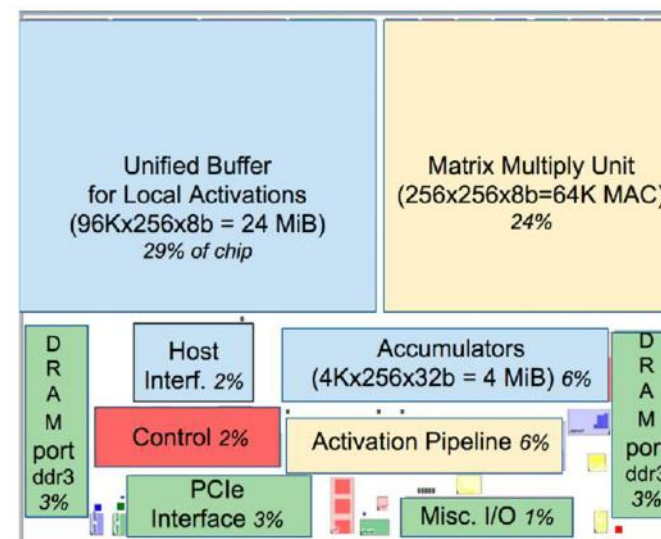 Unified Buffer
for Local Activations
(96Kx256x8b = 24 MiB)
29% of chip
Matrix Multiply Unit
(256x256x8b=64K MAC)
24%
D
R
A
M
port
ddr3
3%
Host
Interf. 2%
Accumulators
(4Kx256x32b = 4 MiB) 6%
D
R
A
M
port
ddr3
3%
Control 2%
Activation Pipeline 6%
PCIe
Interface 3%
Misc. I/O 1%